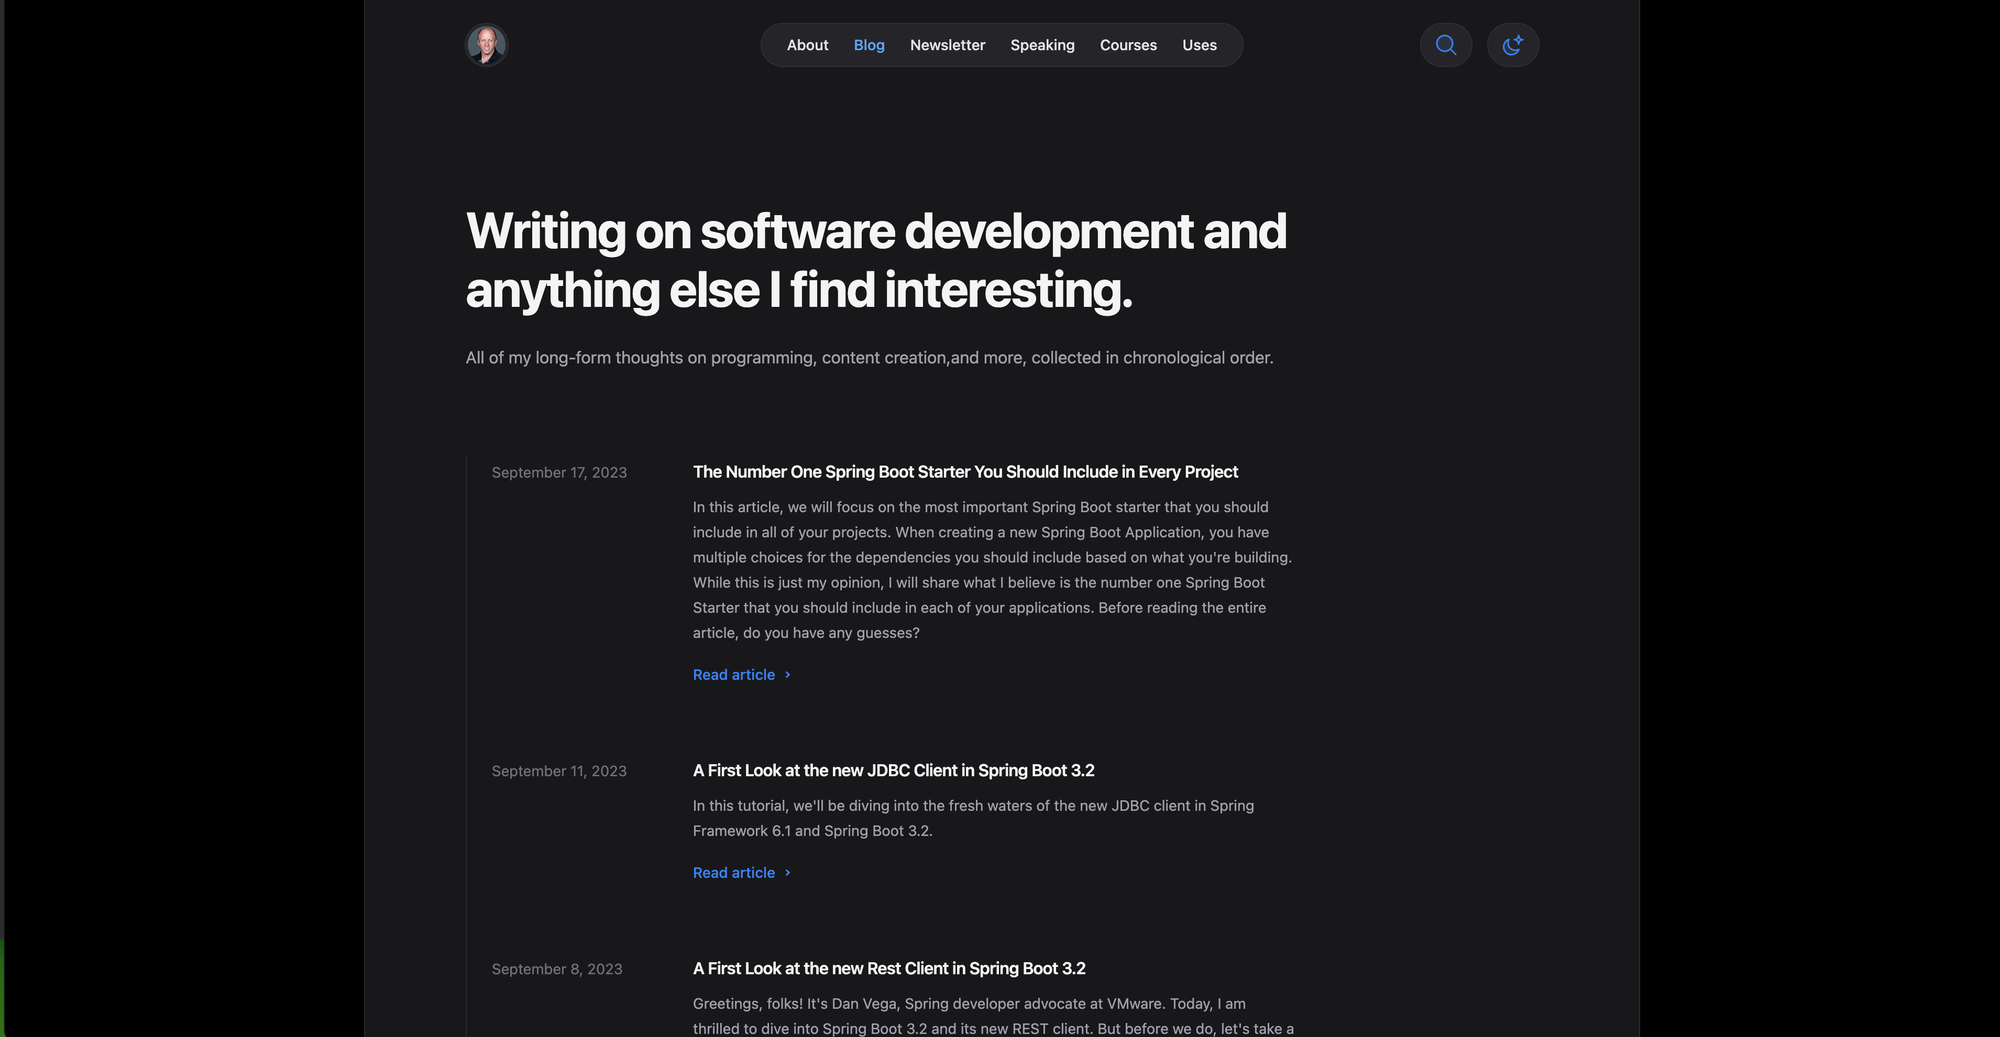 About Blog Newsletter Speaking Courses Uses
Writing on software development and
anything else I find interesting.
All of my long-form thoughts on programming, content creation,and more, collected in chronological order.
September 17, 2023
The Number One Spring Boot Starter You Should Include in Every Project
In this article, we will focus on the most important Spring Boot starter that you should
include in all of your projects. When creating a new Spring Boot Application, you have
multiple choices for the dependencies you should include based on what you're building.
While this is just my opinion, I will share what I believe is the number one Spring Boot
Starter that you should include in each of your applications. Before reading the entire
article, do you have any guesses?
Read article
September 11, 2023
A First Look at the new JDBC Client in Spring Boot 3.2
In this tutorial, we'll be diving into the fresh waters of the new JDBC client in Spring
Framework 6.1 and Spring Boot 3.2.
Read article
September 8, 2023
A First Look at the new Rest Client in Spring Boot 3.2
Greetings, folks! It's Dan Vega, Spring developer advocate at VMware. Today, I am
thrilled to dive into Spring Boot 3.2 and its new REST client. But before we do, let's take a